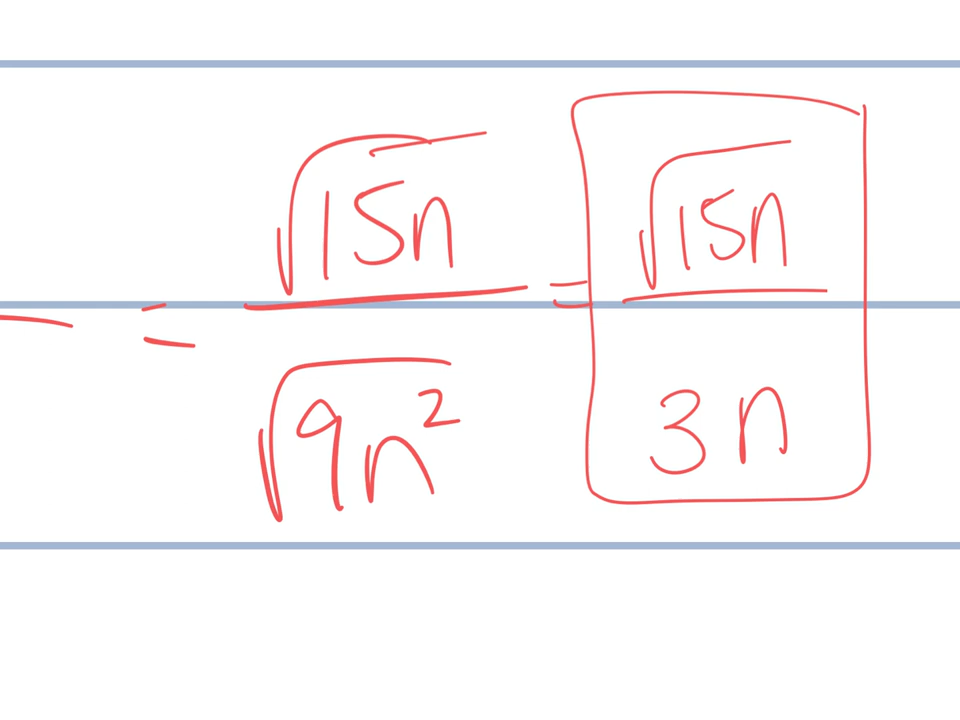 = √15n / √9n² = √15n / 3n